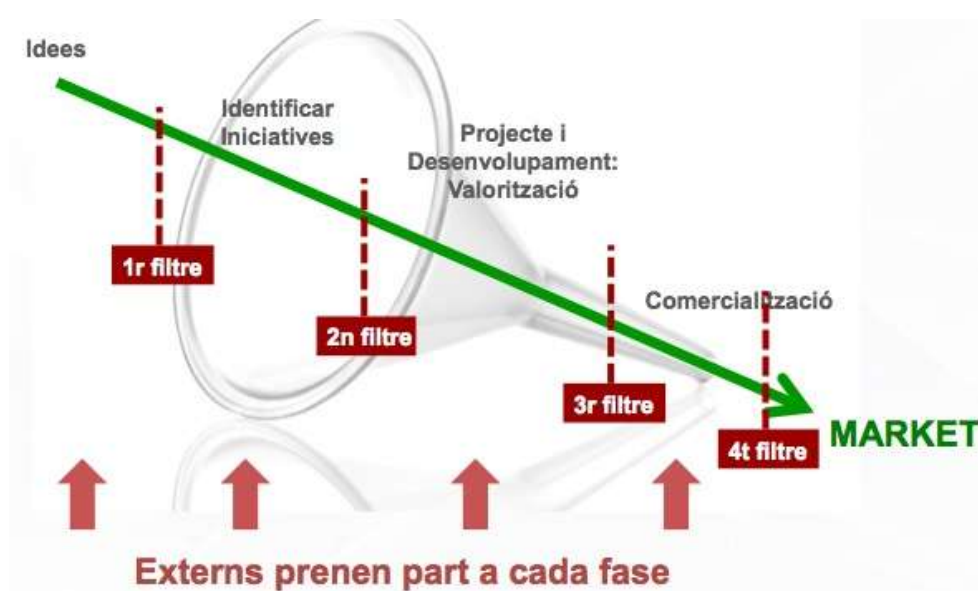 Idees
Identificar
Iniciatives
Projecte i
Desenvolupament:
Valorització
1r filtre
2n filtre
Comercialització
3r filtre
4t filtre
MARKET
Externs prenen part a cada fase